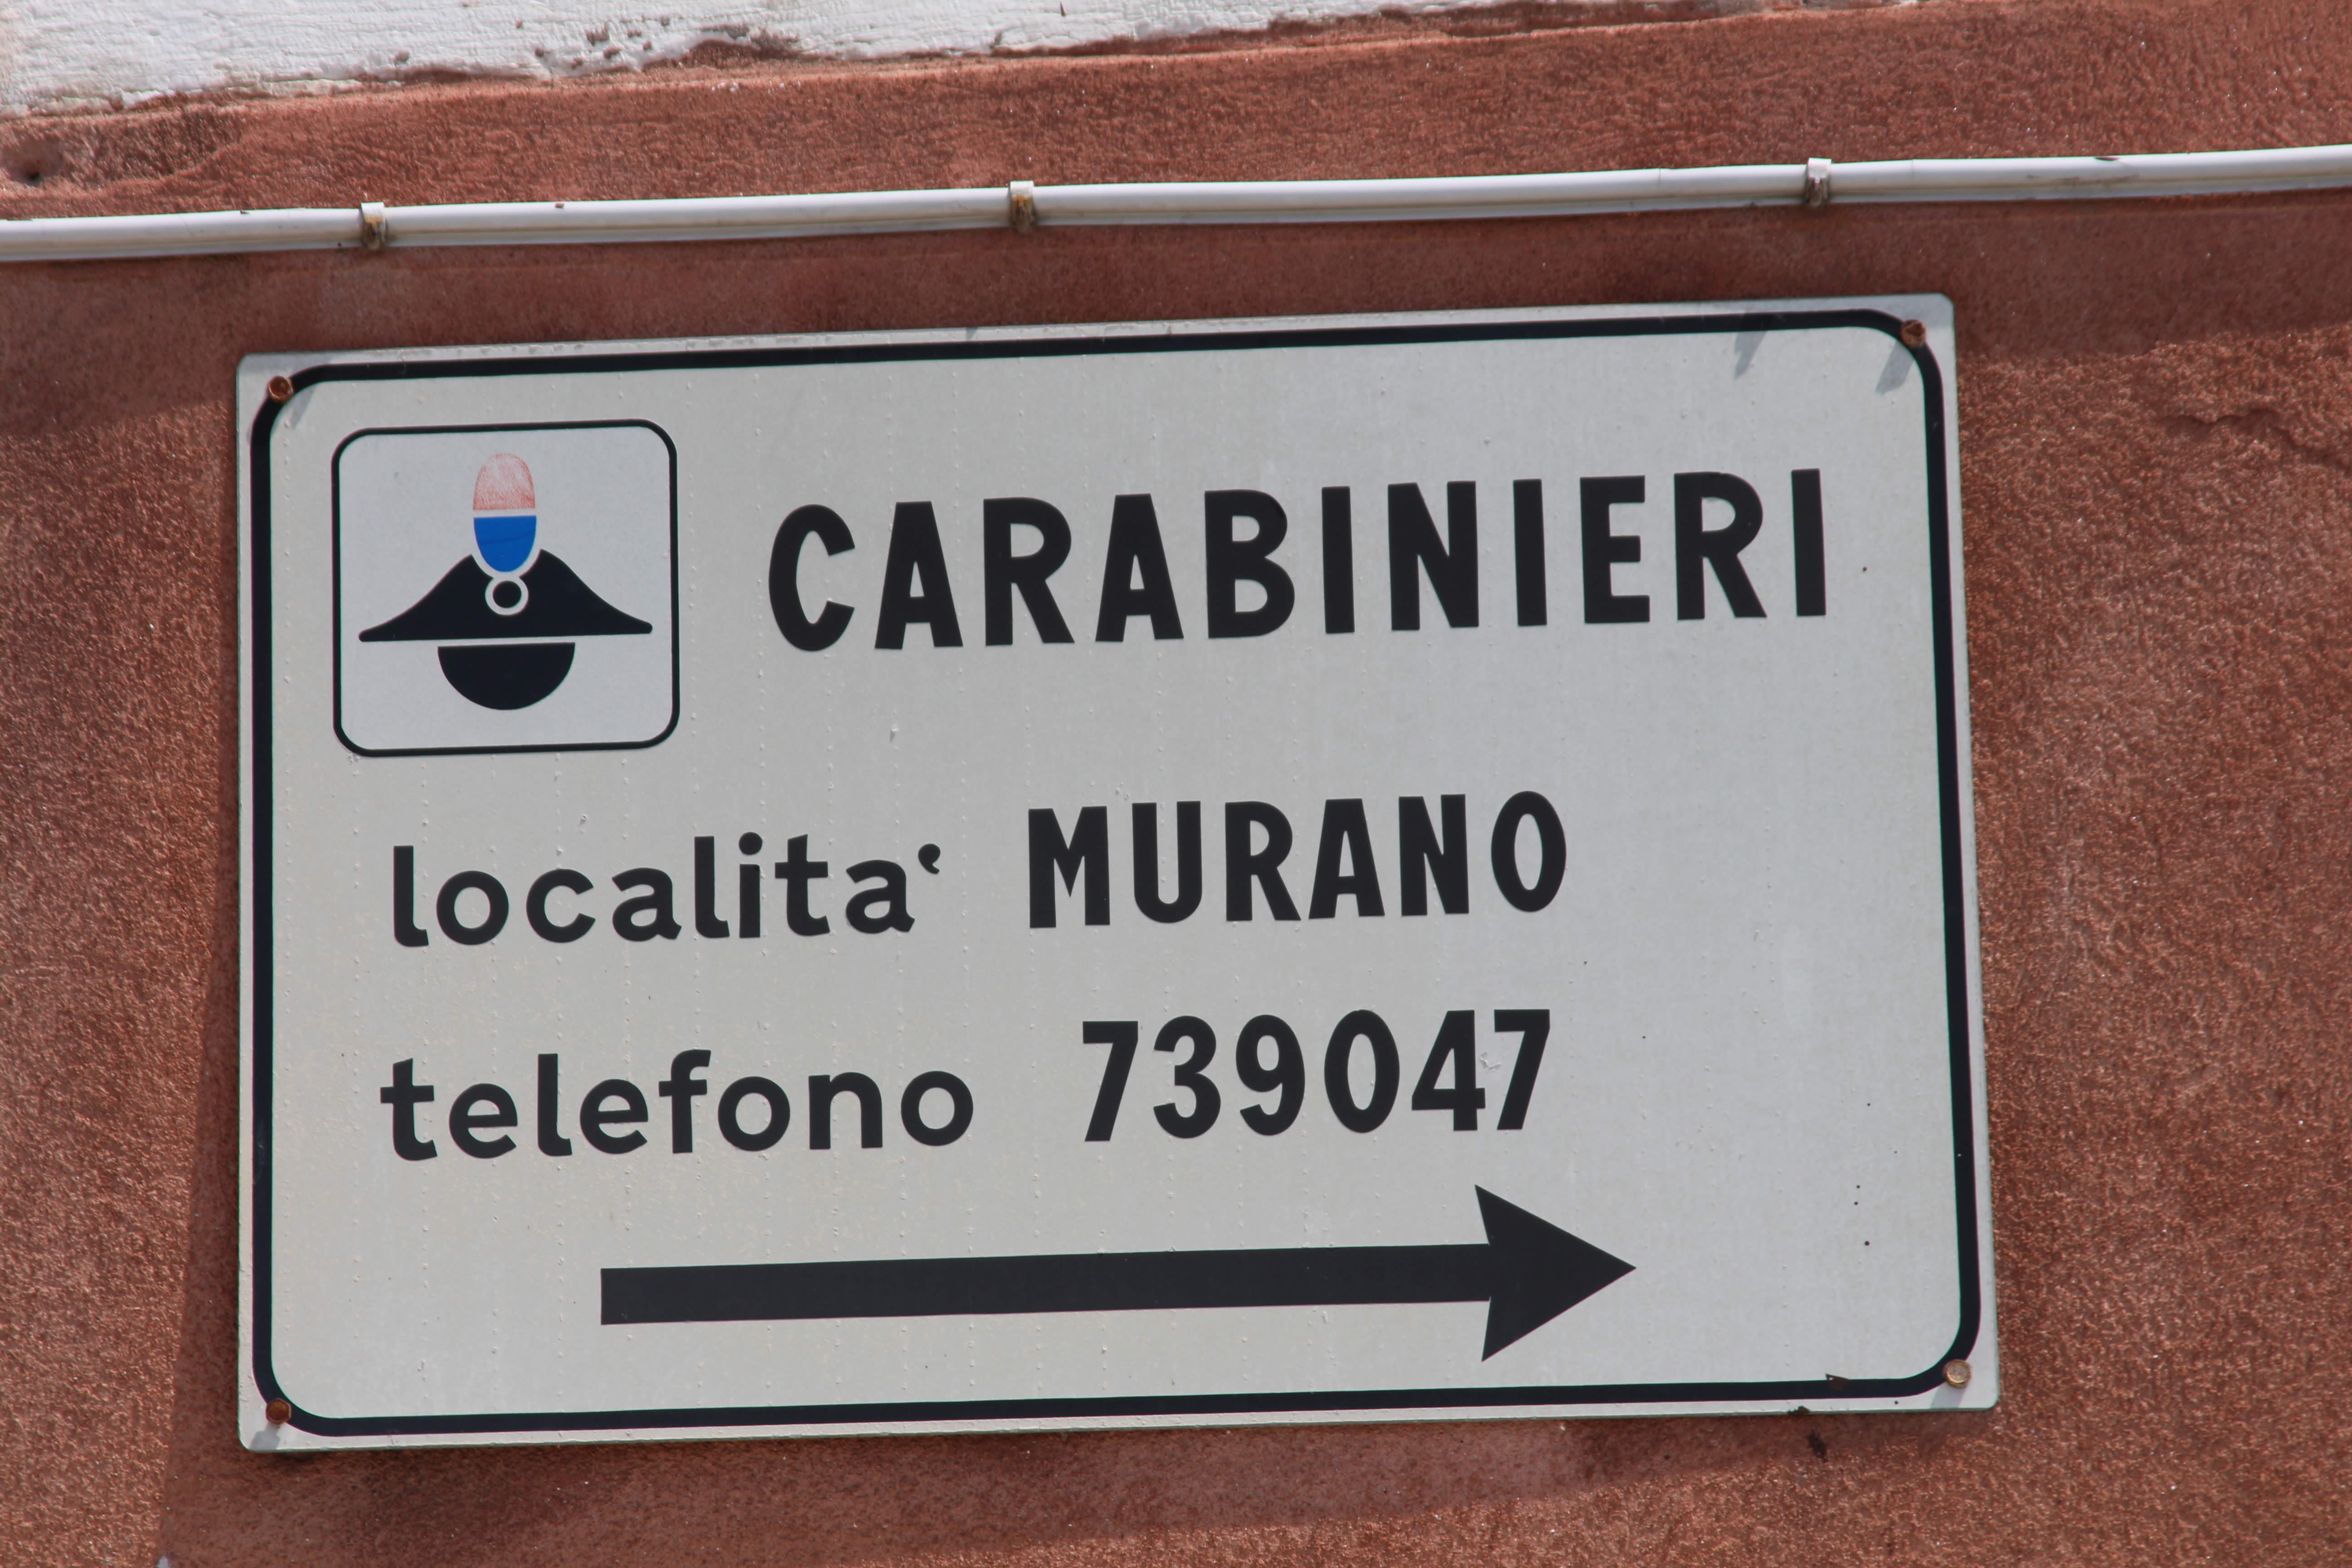 CARABINIERI
localita‘ MURANO
telefono 739047